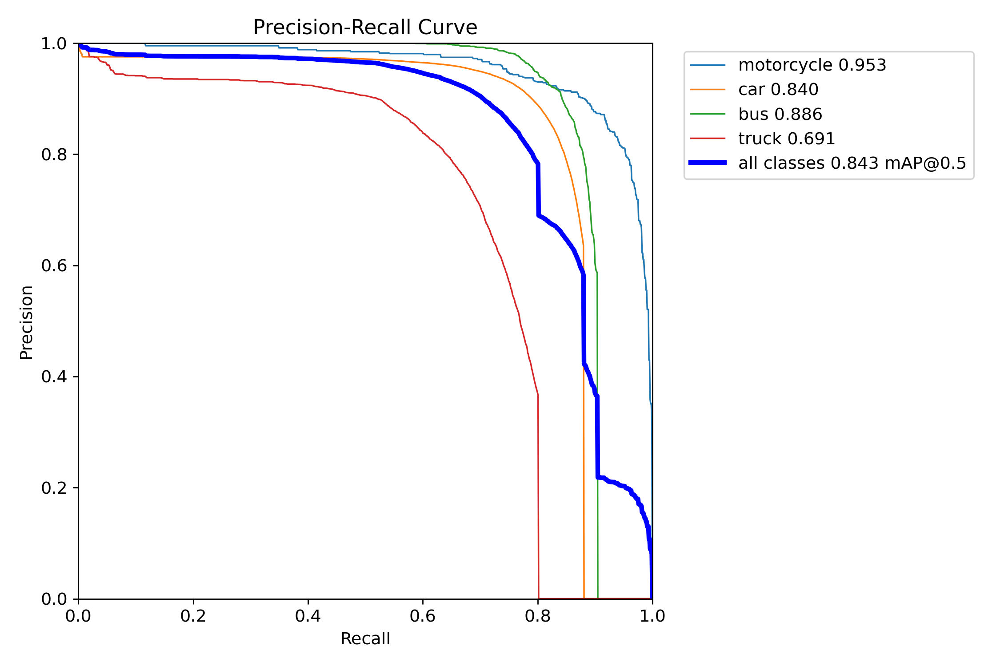 Precision-Recall Curve
1.0
0.8
0.6
0.4
0.2
0.0
Precision
0.0 0.2 0.4 0.6 0.8 1.0
Recall
motorcycle 0.953
car 0.840
bus 0.886
truck 0.691
all classes 0.843 mAP@0.5